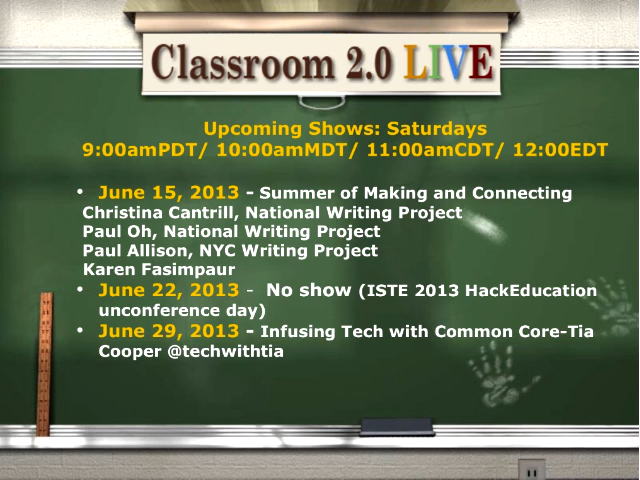 Classroom 2.0 LIVE
Upcoming Shows: Saturdays
9:00amPDT/ 10:00amMDT/ 11:00amCDT/ 12:00EDT
• June 15, 2013 - Summer of Making and Connecting
Christina Cantrill, National Writing Project
Paul Oh, National Writing Project
Paul Allison, NYC Writing Project
Karen Fasimpaur
• June 22, 2013 - No show (ISTE 2013 HackEducation
unconference day)
• June 29, 2013 - Infusing Tech with Common Core-Tia
Cooper @techwithtia